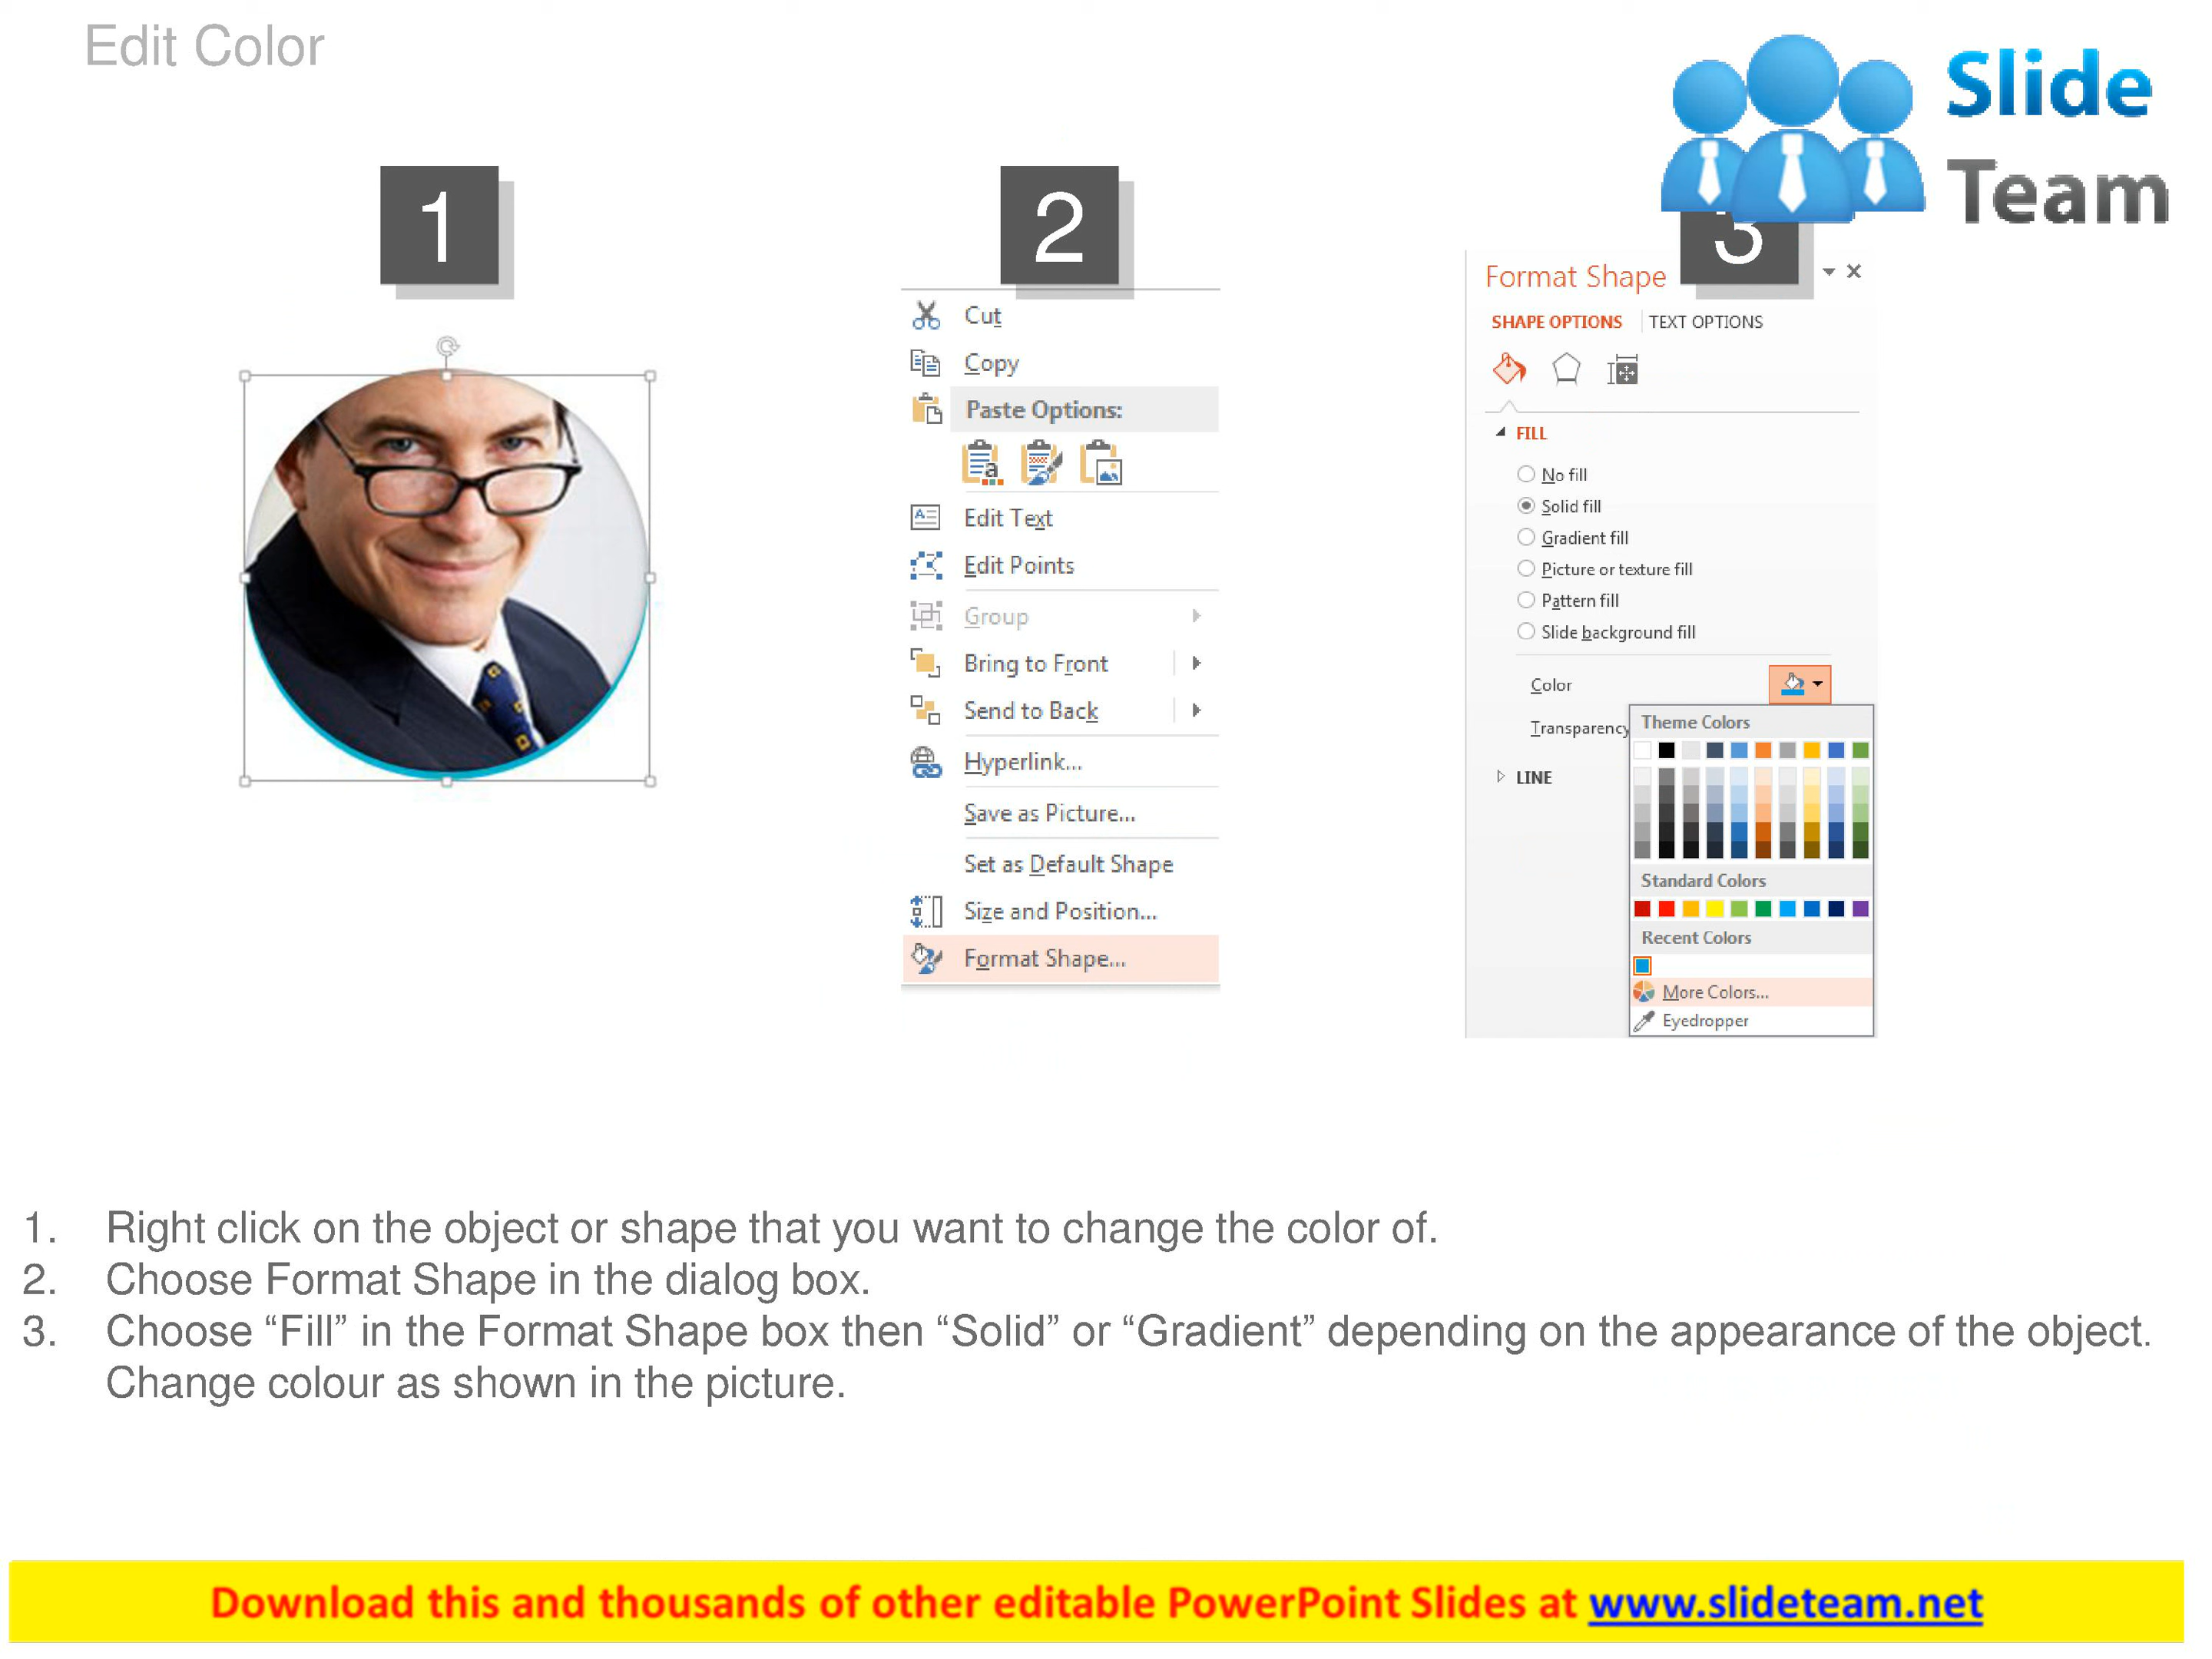 Edit Color
Slide
Team
1
2
3
Cut
Copy
Paste Options:
Edit Text
Edit Points
Group
Bring to Front
Send to Back
Hyperlink...
Save as Picture...
Set as Default Shape
Size and Position...
Format Shape...
Format Shape
SHAPE OPTIONS TEXT OPTIONS
FILL
No fill
Solid fill
Gradient fill
Picture or texture fill
Pattern fill
Slide background fill
Color
Transparency
LINE
Theme Colors
Standard Colors
Recent Colors
More Colors...
Eyedropper
1. Right click on the object or shape that you want to change the color of.
2. Choose Format Shape in the dialog box.
3. Choose “Fill” in the Format Shape box then “Solid” or “Gradient” depending on the appearance of the object.
Change colour as shown in the picture.
Download this and thousands of other editable PowerPoint Slides at www.slideteam.net